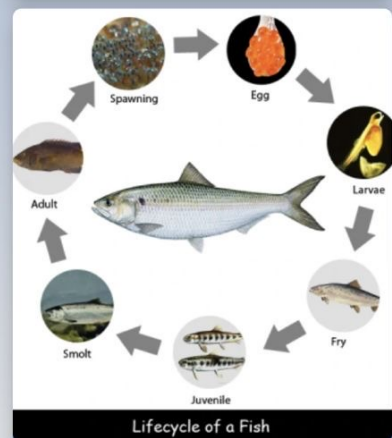 Spawning
Egg
Larvae
Fry
Juvenile
Smolt
Adult
Lifecycle of a Fish